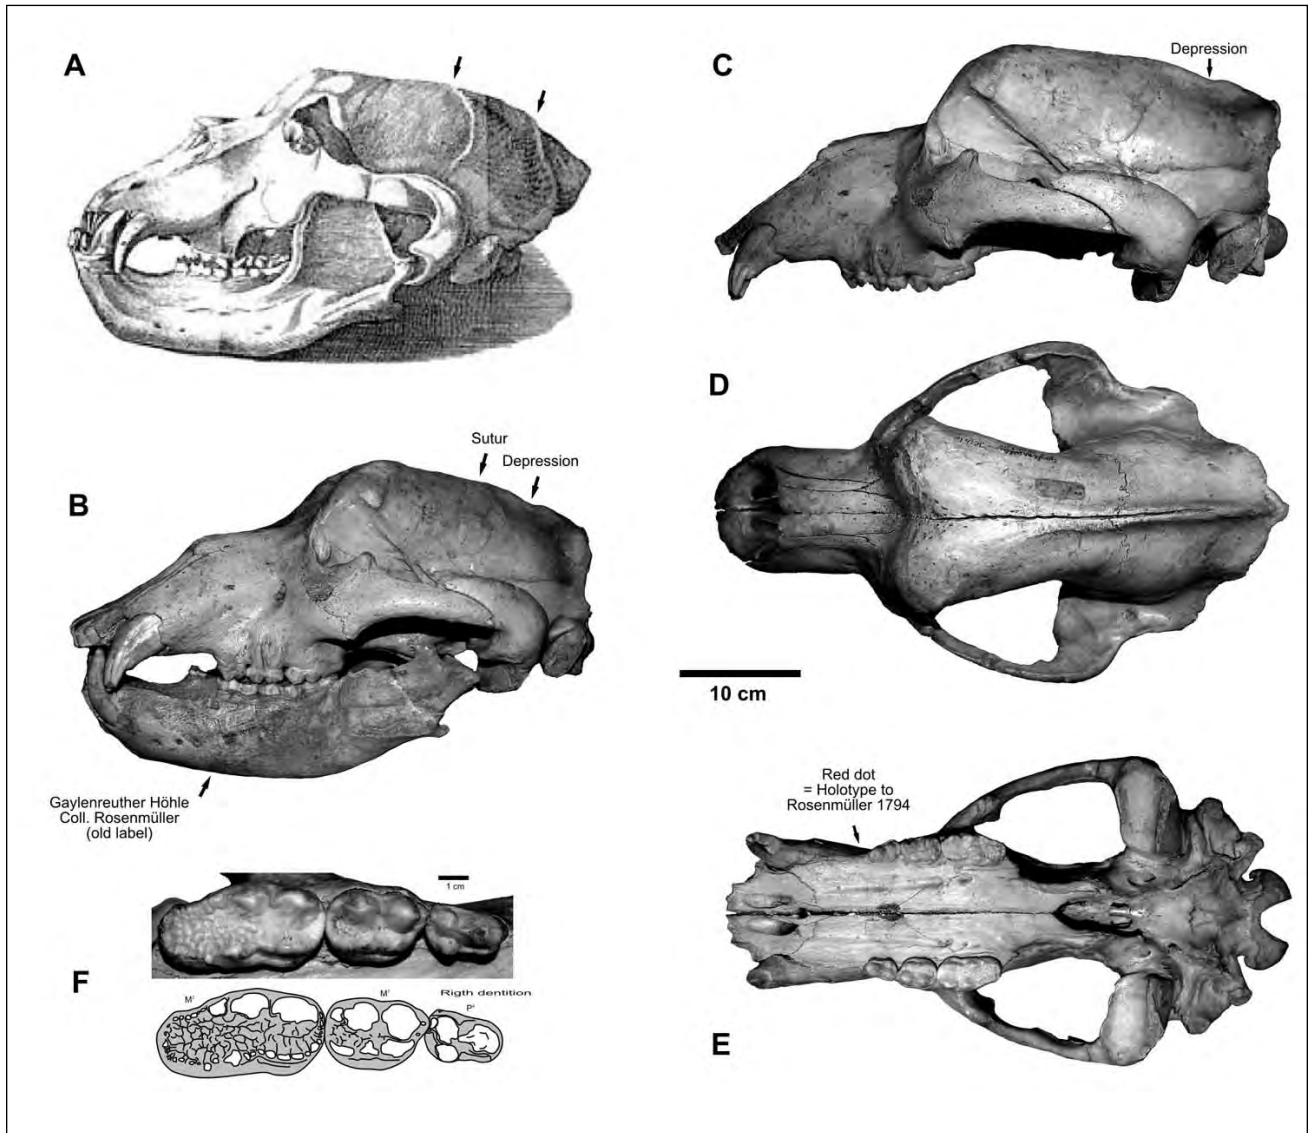 A
B
Sutur
Depression
Gaylenreuther Höhle
Coll. Rosenmüller
(old label)
1 cm
F
Rigth dentition
C
Depression
D
10 cm
Red dot
= Holotype to
Rosenmüller 1794
E